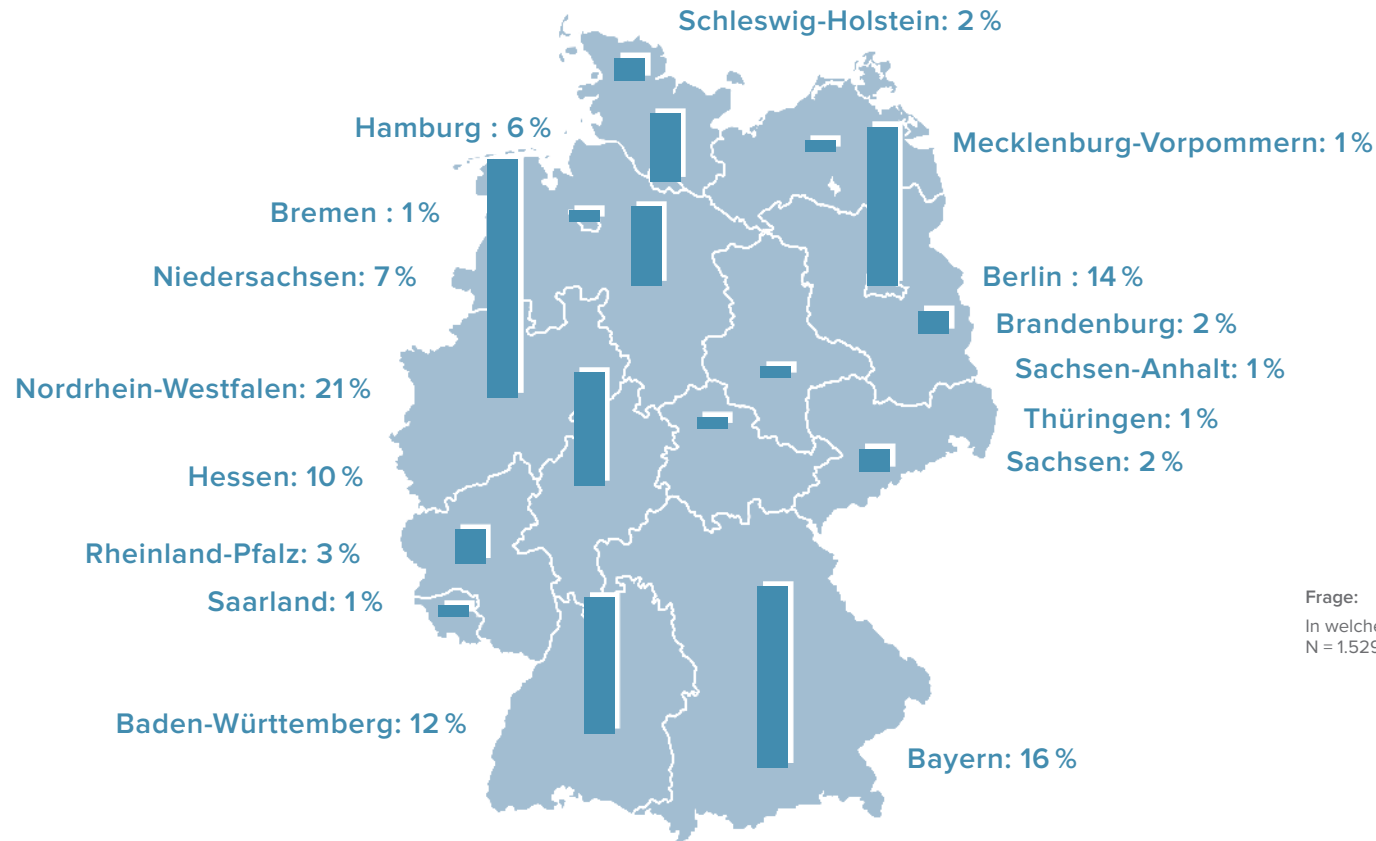 Schleswig-Holstein: 2 %
Hamburg : 6 %
Mecklenburg-Vorpommern: 1 %
Bremen : 1 %
Niedersachsen: 7 %
Berlin : 14 %
Brandenburg: 2 %
Sachsen-Anhalt: 1 %
Nordrhein-Westfalen: 21 %
Thüringen: 1 %
Sachsen: 2 %
Hessen: 10 %
Rheinland-Pfalz: 3 %
Saarland: 1 %
Frage:
In welche
N = 1.529
Baden-Württemberg: 12 %
Bayern: 16 %